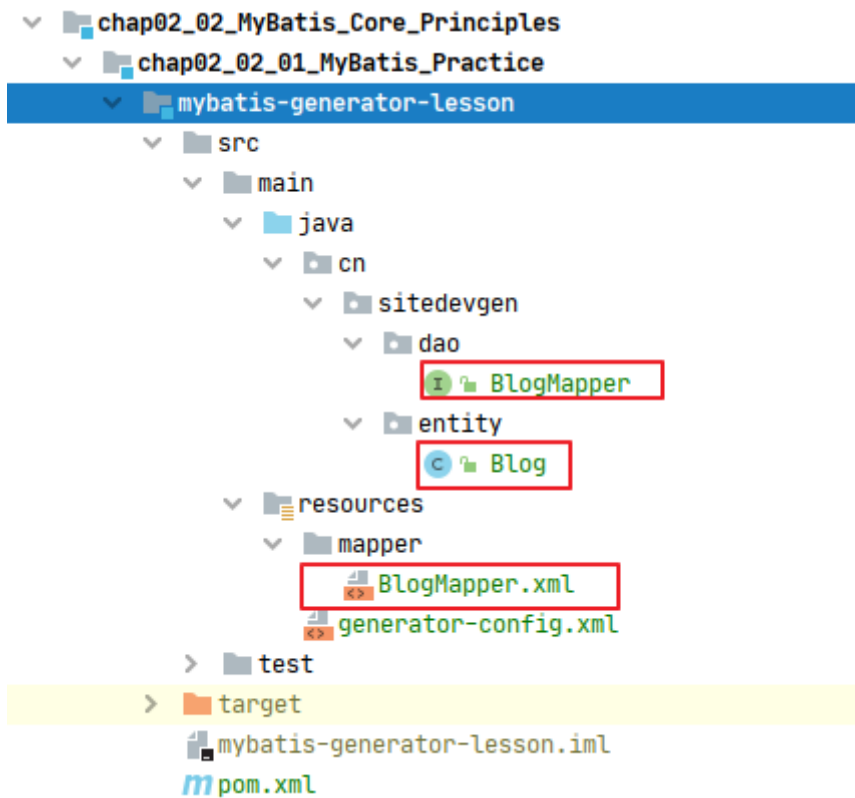 chap02_02_MyBatis_Core_Principles
chap02_02_01_MyBatis_Practice
mybatis-generator-lesson
src
main
java
cn
sitedevgen
dao
I BlogMapper
entity
C Blog
resources
mapper
BlogMapper.xml
generator-config.xml
test
target
mybatis-generator-lesson.iml
m pom.xml